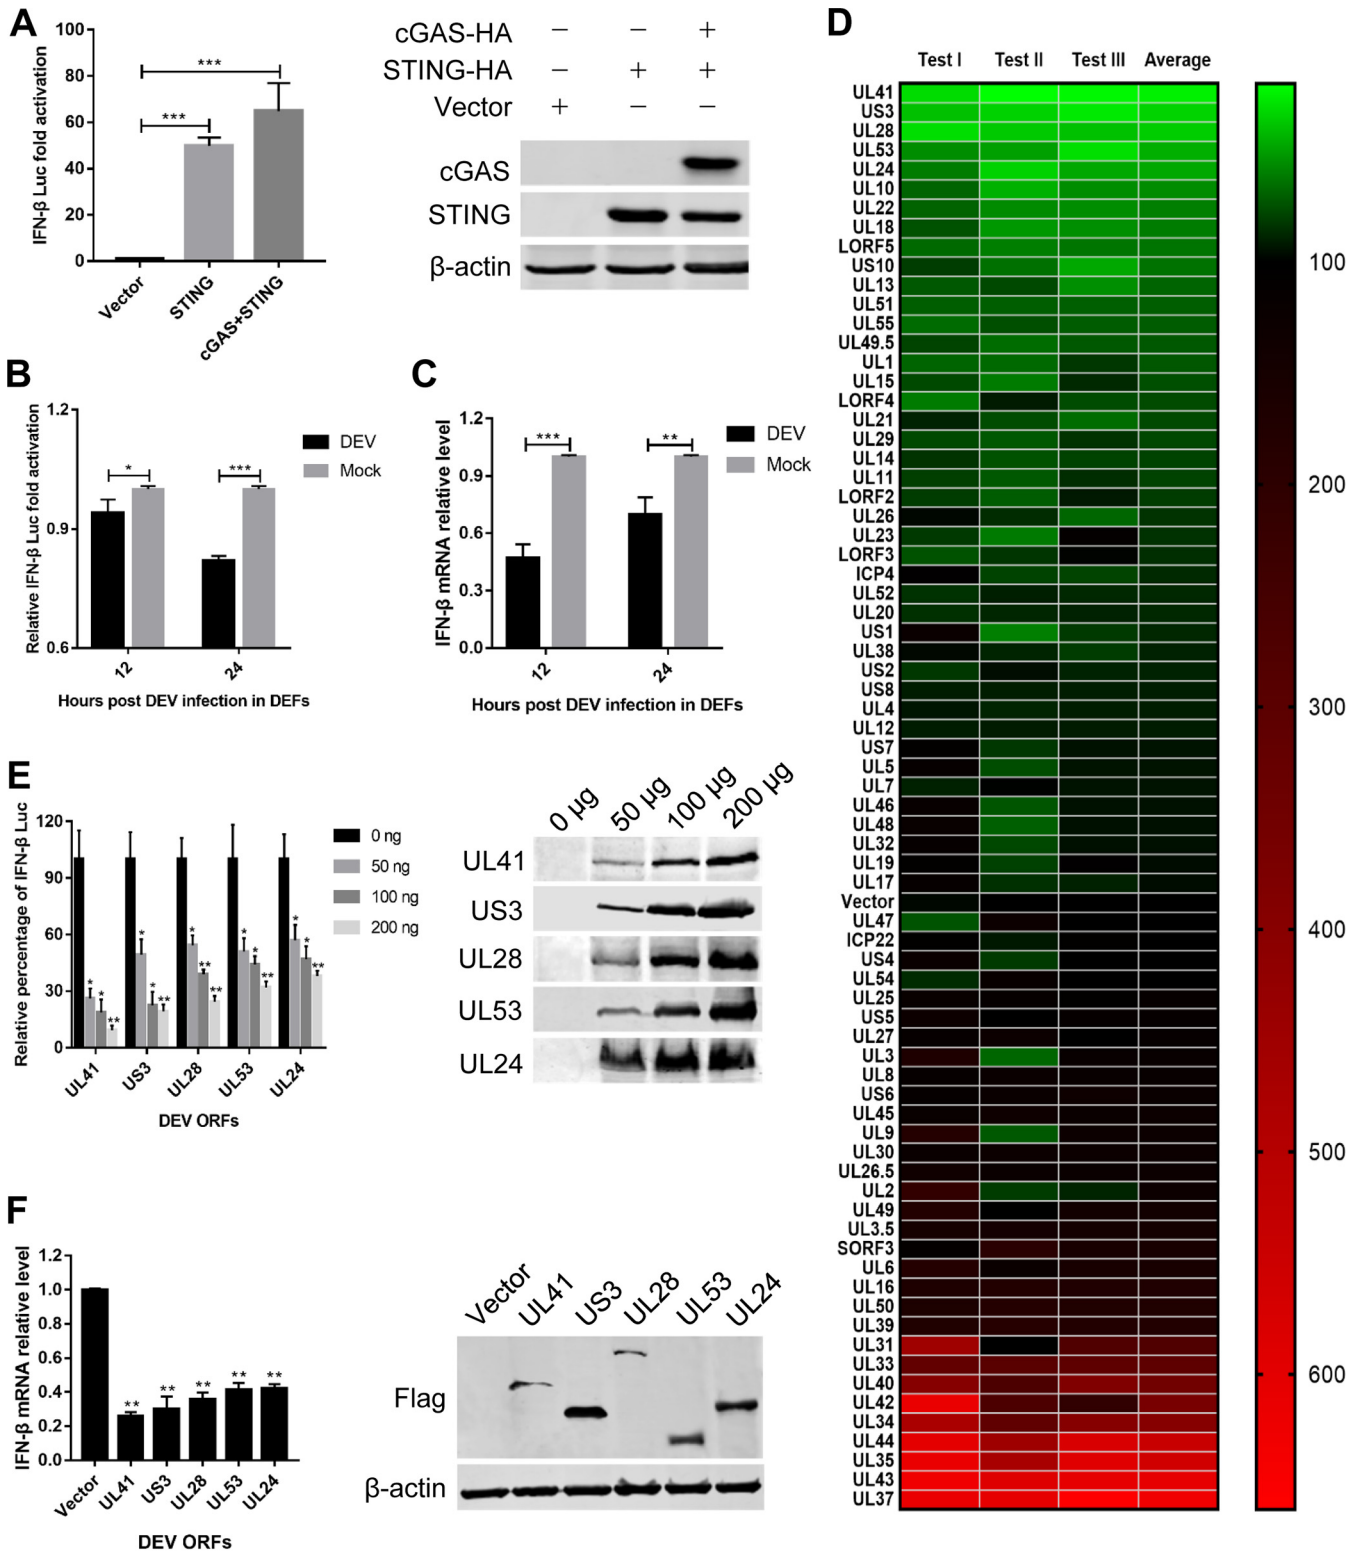 A
100
80
60
40
20
0
IFN-β Luc fold activation
***
***
Vector
STING
cGAS+STING
cGAS-HA − − +
STING-HA − + +
Vector + − −
cGAS
STING
β-actin
B
1.2
0.9
0.6
Relative IFN-β Luc fold activation
*
***
DEV
Mock
12
24
Hours post DEV infection in DEFs
C
1.2
0.9
0.6
0.3
0.0
IFN-β mRNA relative level
***
**
DEV
Mock
12
24
Hours post DEV infection in DEFs
D
Test I Test II Test III Average
UL41
US3
UL28
UL53
UL24
UL10
UL22
UL18
LORF5
US10
UL13
UL51
UL55
UL49.5
UL1
UL15
LORF4
UL21
UL29
UL14
UL11
LORF2
UL26
UL23
LORF3
ICP4
UL52
UL20
US1
UL38
US2
US8
UL4
UL12
US7
UL5
UL7
UL46
UL48
UL32
UL19
UL17
Vector
UL47
ICP22
US4
UL54
UL25
US5
UL27
UL3
UL8
US6
UL45
UL9
UL30
UL26.5
UL2
UL49
UL3.5
SORF3
UL6
UL16
UL50
UL39
UL31
UL33
UL40
UL42
UL34
UL44
UL35
UL43
UL37
100
200
300
400
500
600
E
120
90
60
30
0
Relative percentage of IFN-β Luc
* * **
* * **
* ** **
* * **
* * **
0 ng
50 ng
100 ng
200 ng
UL41
US3
UL28
UL53
UL24
DEV ORFs
0 µg
50 µg
100 µg
200 µg
UL41
US3
UL28
UL53
UL24
F
1.2
1.0
0.8
0.6
0.4
0.2
0.0
IFN-β mRNA relative level
** ** ** ** **
Vector
UL41
US3
UL28
UL53
UL24
DEV ORFs
Vector
UL41
US3
UL28
UL53
UL24
Flag
β-actin